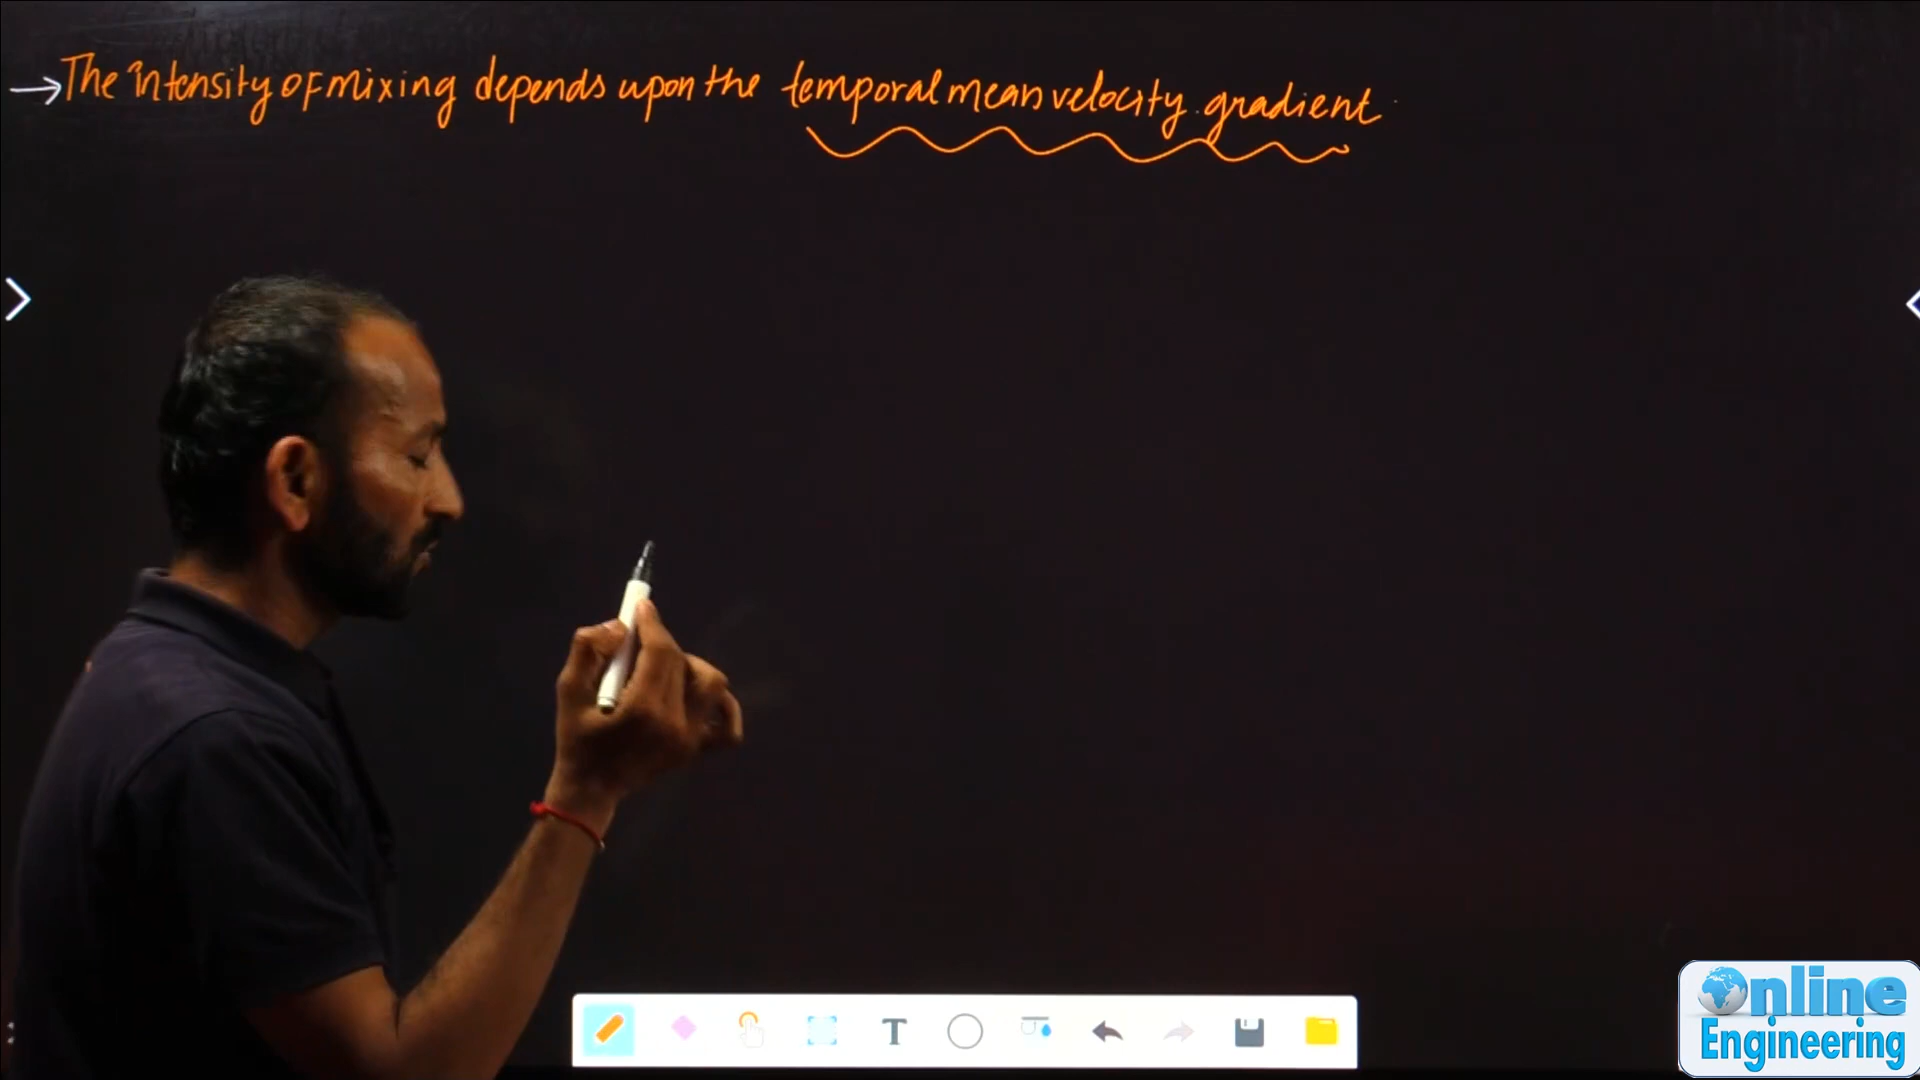 → The intensity of mixing depends upon the temporal mean velocity gradient.
T
Online
Engineering